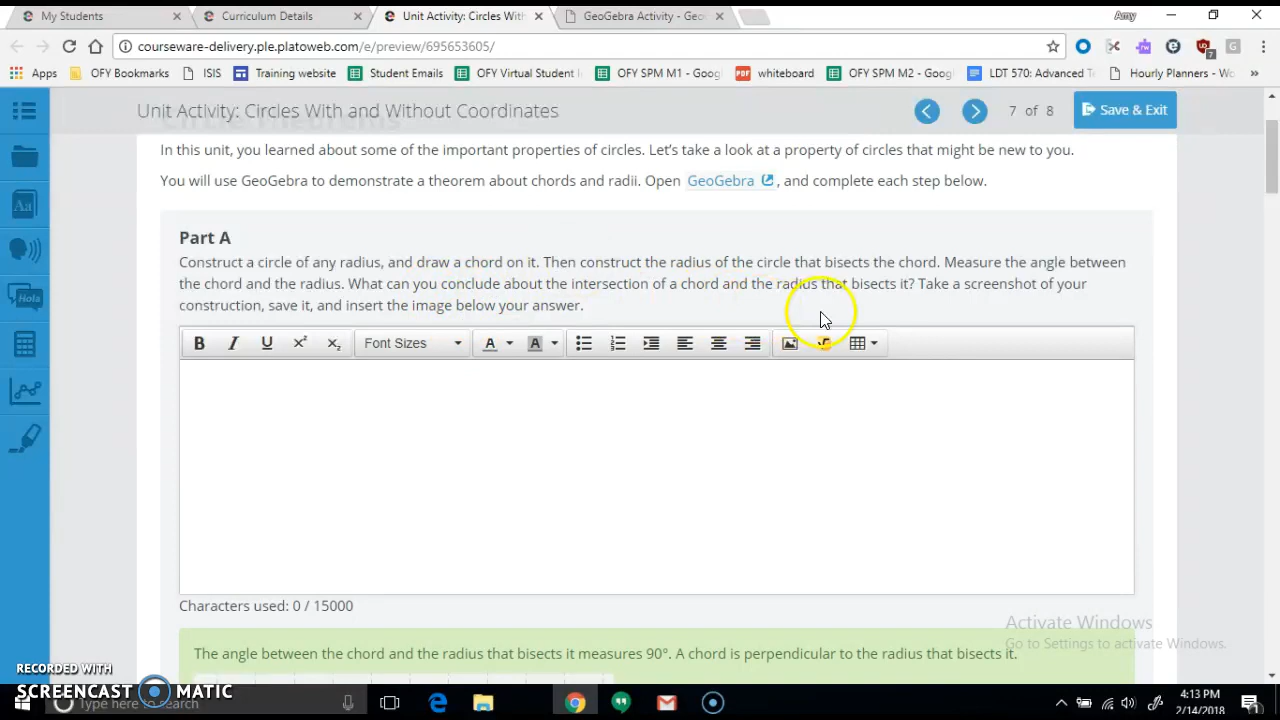 My Students
Curriculum Details
Unit Activity: Circles With
GeoGebra Activity - Geo
Amy
courseware-delivery.ple.platoweb.com/e/preview/695653605/
Apps
OFY Bookmarks
ISIS
Training website
Student Emails
OFY Virtual Student
OFY SPM M1 - Goog
PDF
whiteboard
OFY SPM M2 - Goog
LDT 570: Advanced T
Hourly Planners - Wo
»
Unit Activity: Circles With and Without Coordinates
7 of 8
Save & Exit
Circle Theorems
In this unit, you learned about some of the important properties of circles. Let's take a look at a property of circles that might be new to you.
You will use GeoGebra to demonstrate a theorem about chords and radii. Open GeoGebra , and complete each step below.
Part A
Construct a circle of any radius, and draw a chord on it. Then construct the radius of the circle that bisects the chord. Measure the angle between
the chord and the radius. What can you conclude about the intersection of a chord and the radius that bisects it? Take a screenshot of your
construction, save it, and insert the image below your answer.
B I U x² x₂ Font Sizes A A
Characters used: 0 / 15000
The angle between the chord and the radius that bisects it measures 90°. A chord is perpendicular to the radius that bisects it.
Aa
Hola
Activate Windows
Go to Settings to activate Windows.
RECORDED WITH
SCREENCAST MATIC
Type here to search
4:13 PM
2/14/2018